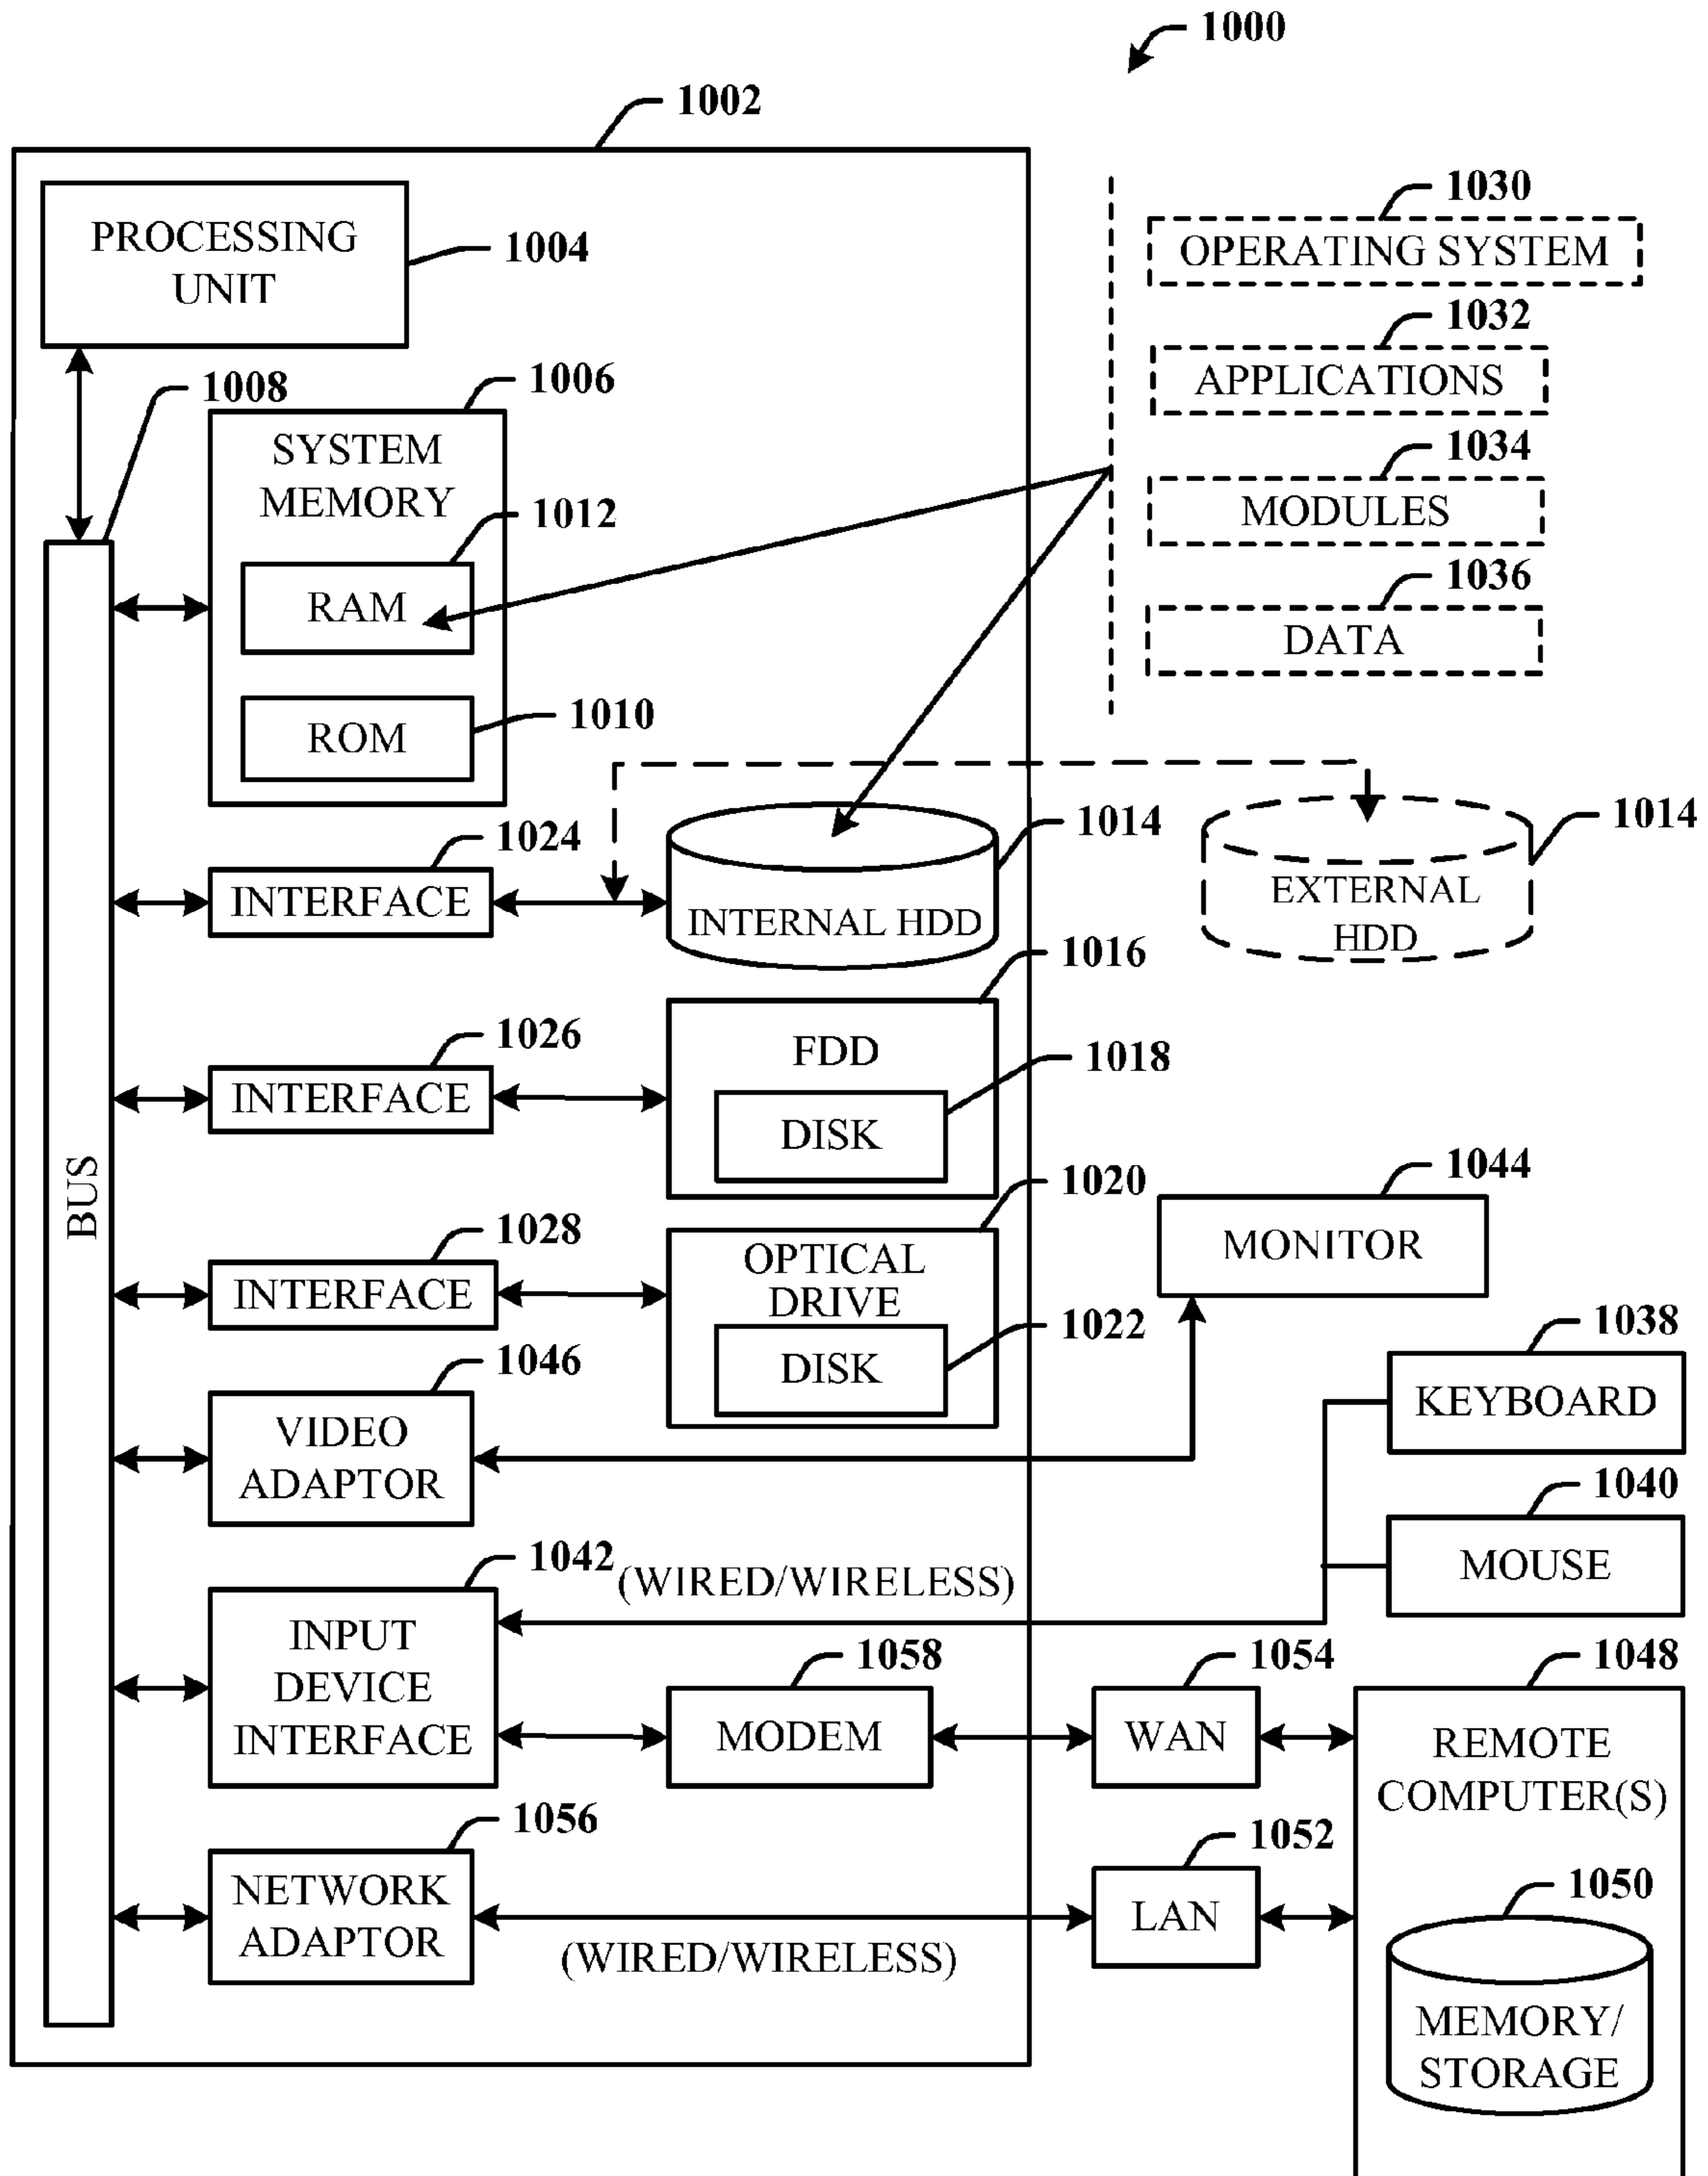 1000
1002
PROCESSING
UNIT
1004
1030
OPERATING SYSTEM
1032
APPLICATIONS
1034
MODULES
1036
DATA
1008
1006
SYSTEM
MEMORY
1012
RAM
1010
ROM
1024
INTERFACE
1014
INTERNAL HDD
1014
EXTERNAL
HDD
1026
INTERFACE
1016
FDD
1018
DISK
BUS
1028
INTERFACE
1020
OPTICAL
DRIVE
1022
DISK
1044
MONITOR
1046
VIDEO
ADAPTOR
1038
KEYBOARD
1040
MOUSE
1042
(WIRED/WIRELESS)
INPUT
DEVICE
INTERFACE
1058
MODEM
1054
WAN
1048
REMOTE
COMPUTER(S)
1056
NETWORK
ADAPTOR
(WIRED/WIRELESS)
1052
LAN
1050
MEMORY/
STORAGE